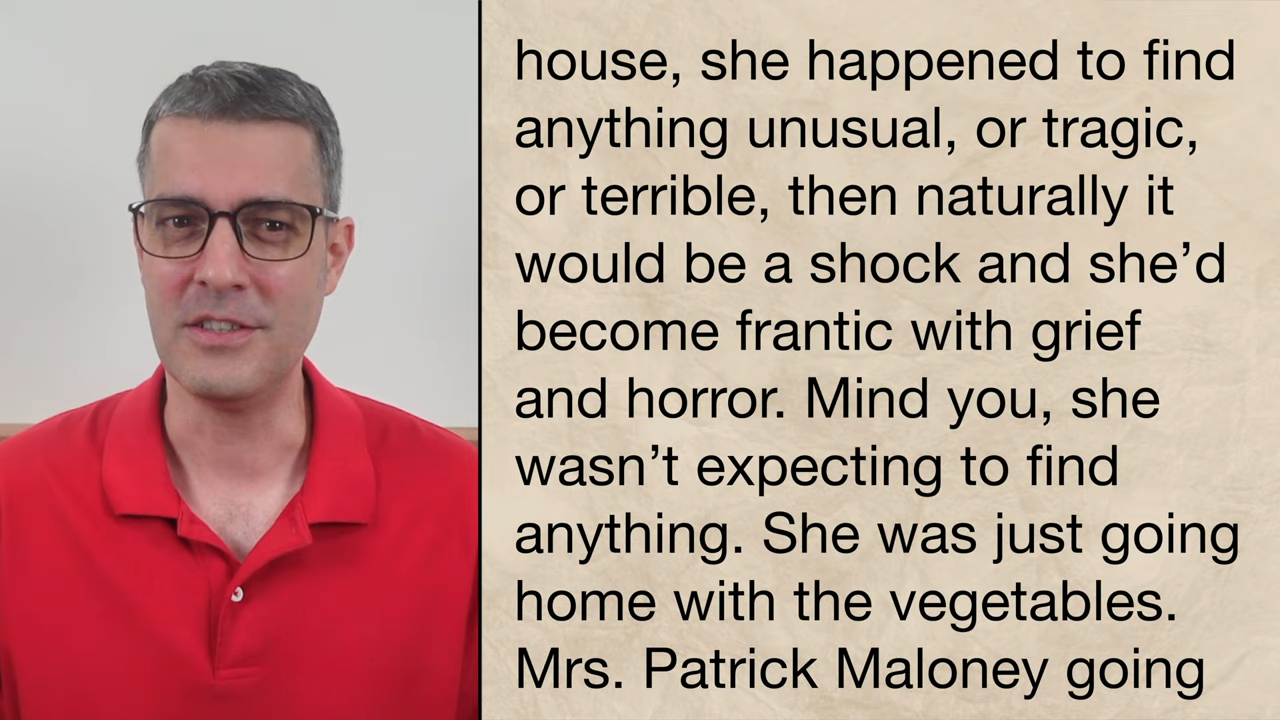 house, she happened to find
anything unusual, or tragic,
or terrible, then naturally it
would be a shock and she’d
become frantic with grief
and horror. Mind you, she
wasn’t expecting to find
anything. She was just going
home with the vegetables.
Mrs. Patrick Maloney going